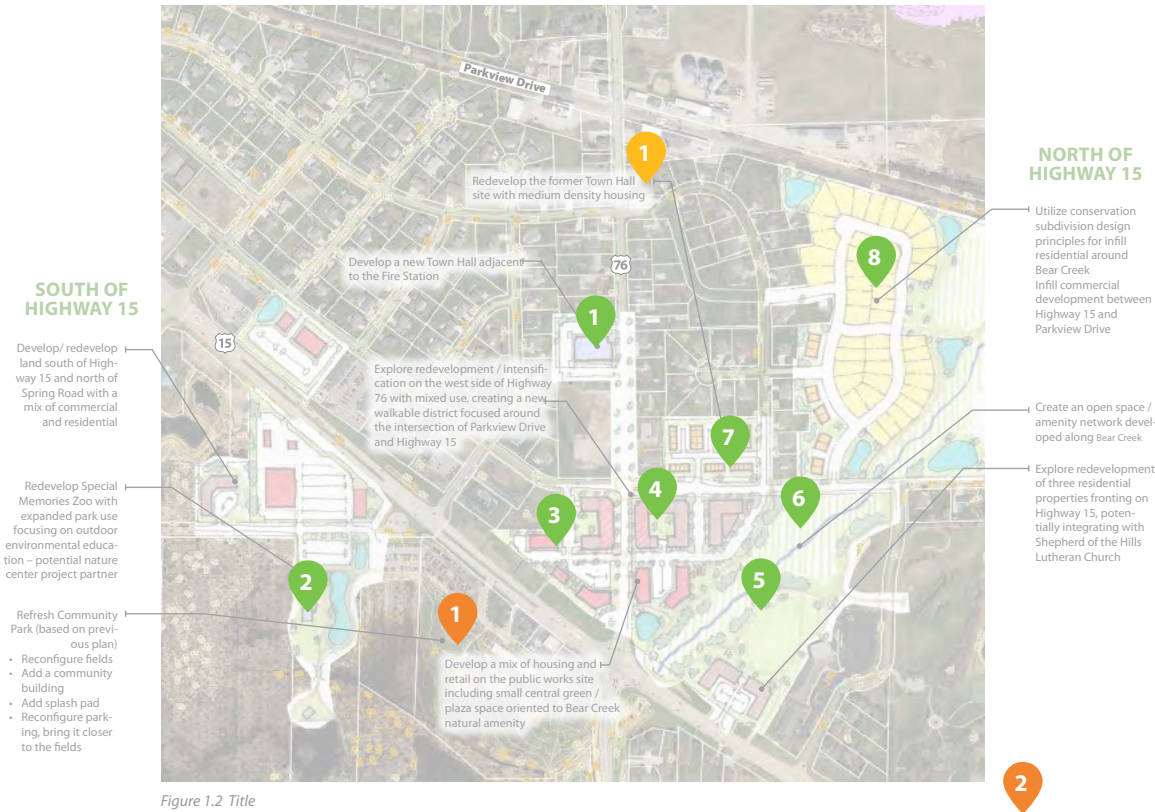 Parkview Drive
1
Redevelop the former Town Hall
site with medium density housing
NORTH OF
HIGHWAY 15
Utilize conservation
subdivision design
principles for infill
residential around
Bear Creek
Infill commercial
development between
Highway 15 and
Parkview Drive
8
Develop a new Town Hall adjacent
to the Fire Station
76
SOUTH OF
HIGHWAY 15
1
15
Develop/ redevelop
land south of High-
way 15 and north of
Spring Road with a
mix of commercial
and residential
Explore redevelopment / intensifi-
cation on the west side of Highway
76 with mixed use, creating a new
walkable district focused around
the intersection of Parkview Drive
and Highway 15
7
Create an open space /
amenity network devel-
oped along Bear Creek
Explore redevelopment
of three residential
properties fronting on
Highway 15, poten-
tially integrating with
Shepherd of the Hills
Lutheran Church
4
6
3
Redevelop Special
Memories Zoo with
expanded park use
focusing on outdoor
environmental educa-
tion – potential nature
center project partner
2
5
1
Refresh Community
Park (based on previ-
ous plan)
• Reconfigure fields
• Add a community
building
• Add splash pad
• Reconfigure park-
ing, bring it closer
to the fields
Develop a mix of housing and
retail on the public works site
including small central green /
plaza space oriented to Bear Creek
natural amenity
2
Figure 1.2 Title